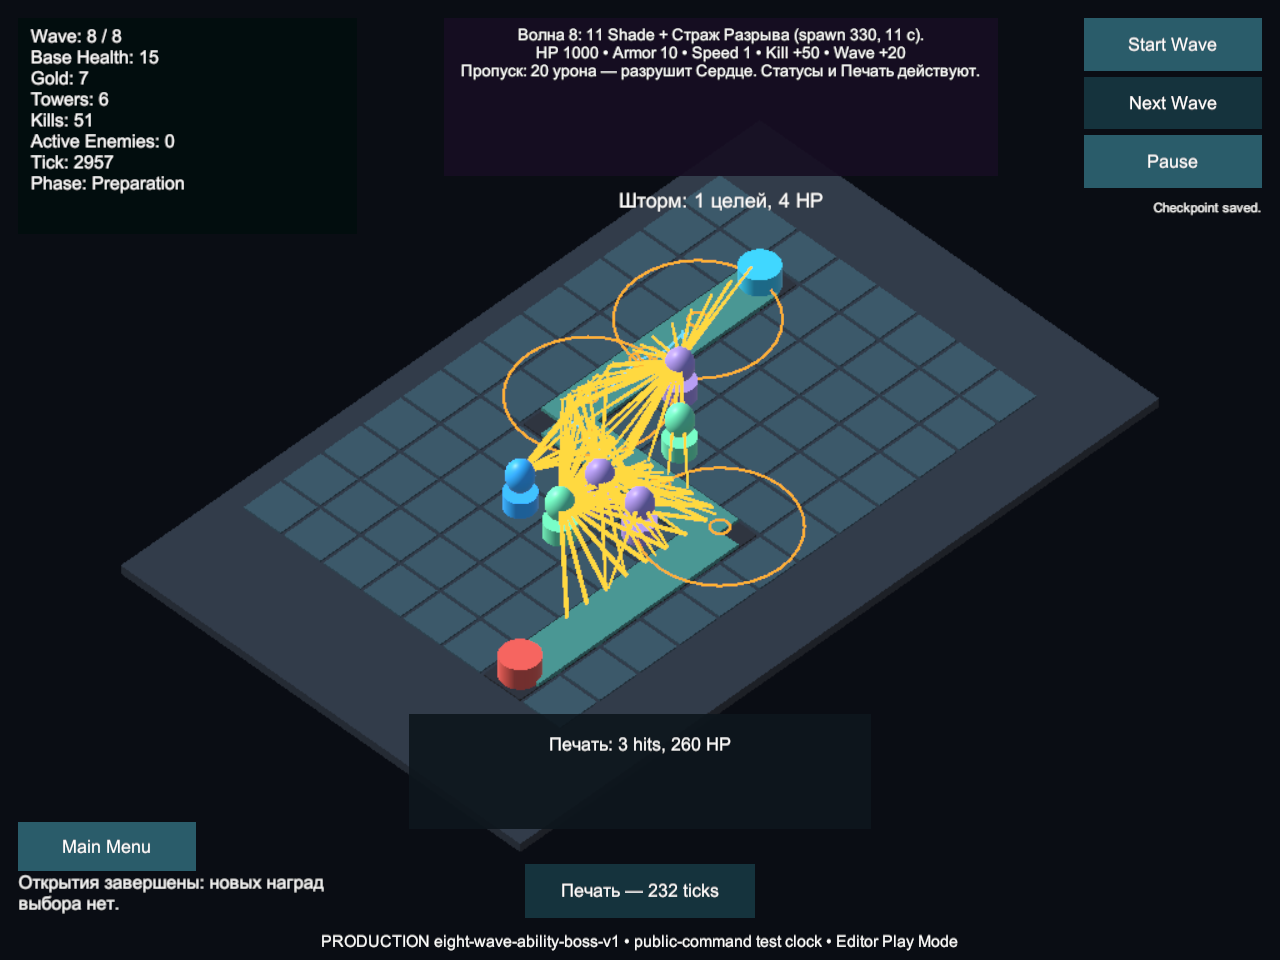 Wave: 8 / 8
Base Health: 15
Gold: 7
Towers: 6
Kills: 51
Active Enemies: 0
Tick: 2957
Phase: Preparation
Волна 8: 11 Shade + Страж Разрыва (spawn 330, 11 с).
HP 1000 • Armor 10 • Speed 1 • Kill +50 • Wave +20
Пропуск: 20 урона — разрушит Сердце. Статусы и Печать действуют.
Start Wave
Next Wave
Pause
Checkpoint saved.
Шторм: 1 целей, 4 HP
Печать: 3 hits, 260 HP
Main Menu
Открытия завершены: новых наград
выбора нет.
Печать — 232 ticks
PRODUCTION eight-wave-ability-boss-v1 • public-command test clock • Editor Play Mode